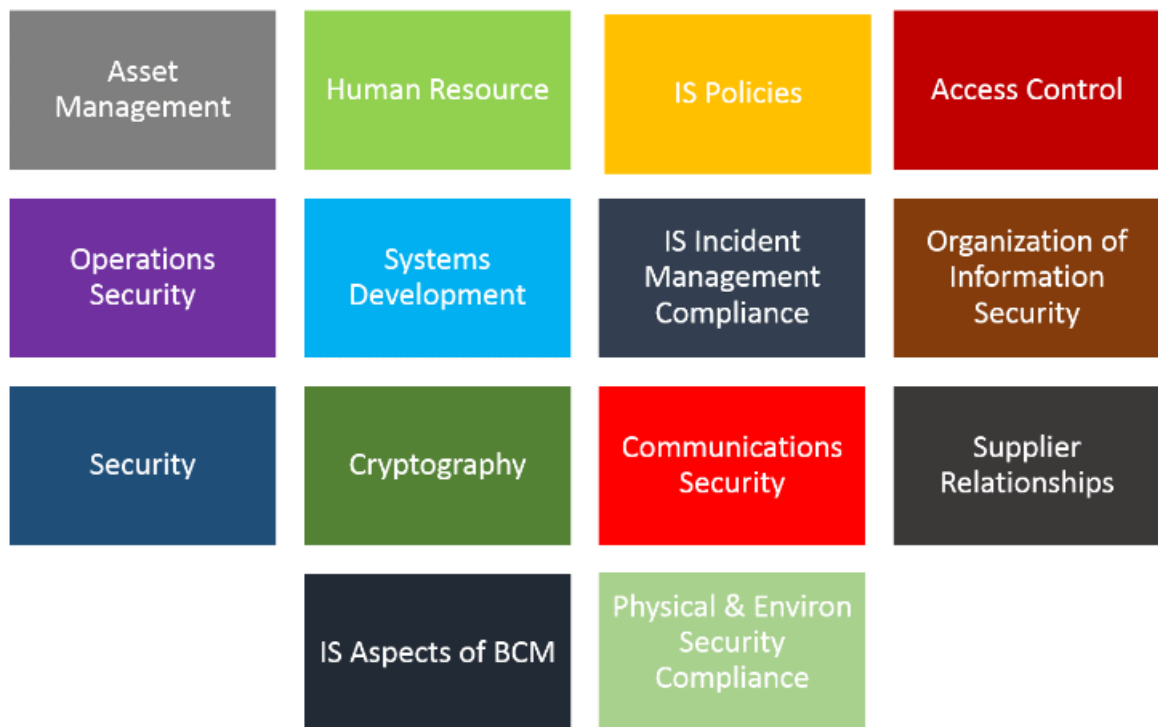 Asset
Management
Human Resource
IS Policies
Access Control
Operations
Security
Systems
Development
IS Incident
Management
Compliance
Organization of
Information
Security
Security
Cryptography
Communications
Security
Supplier
Relationships
IS Aspects of BCM
Physical & Environ
Security
Compliance